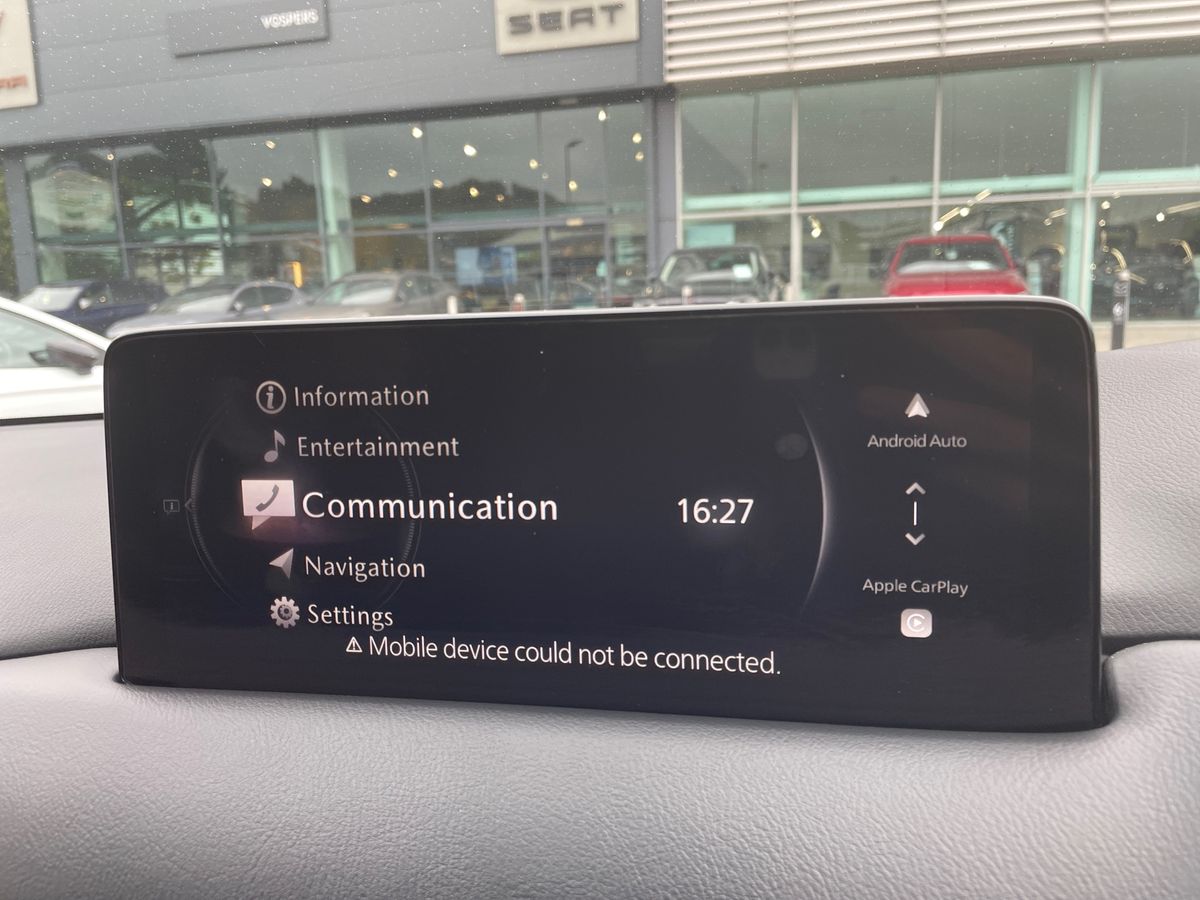 VOSPERS
SEAT
Information
Entertainment
Communication
Navigation
Settings
16:27
Android Auto
Apple CarPlay
⚠ Mobile device could not be connected.